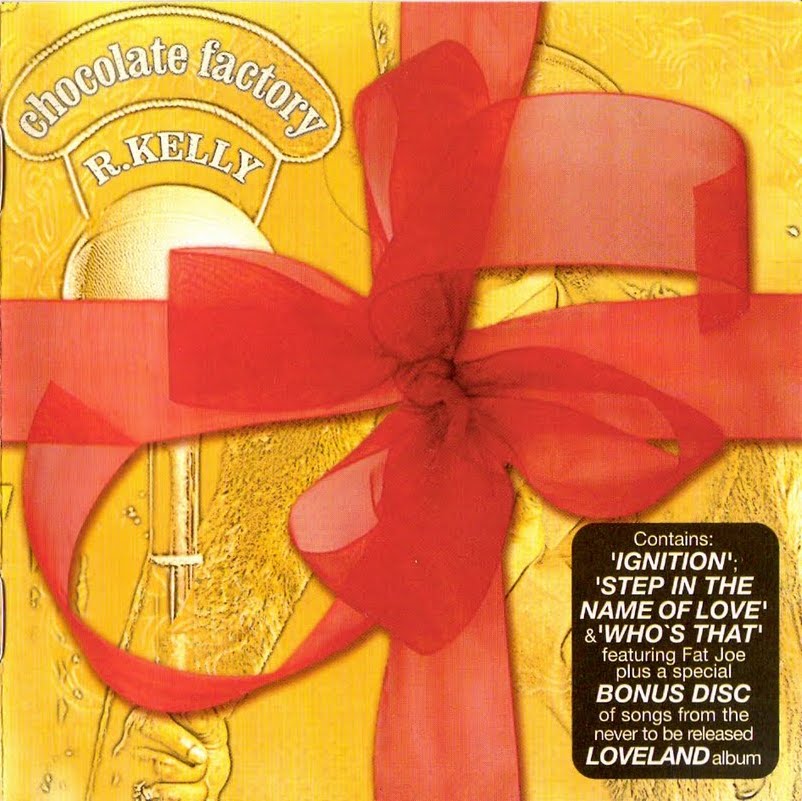 chocolate factory
R.KELLY
Contains:
'IGNITION';
'STEP IN THE
NAME OF LOVE'
& 'WHO`S THAT'
featuring Fat Joe
plus a special
BONUS DISC
of songs from the
never to be released
LOVELAND album